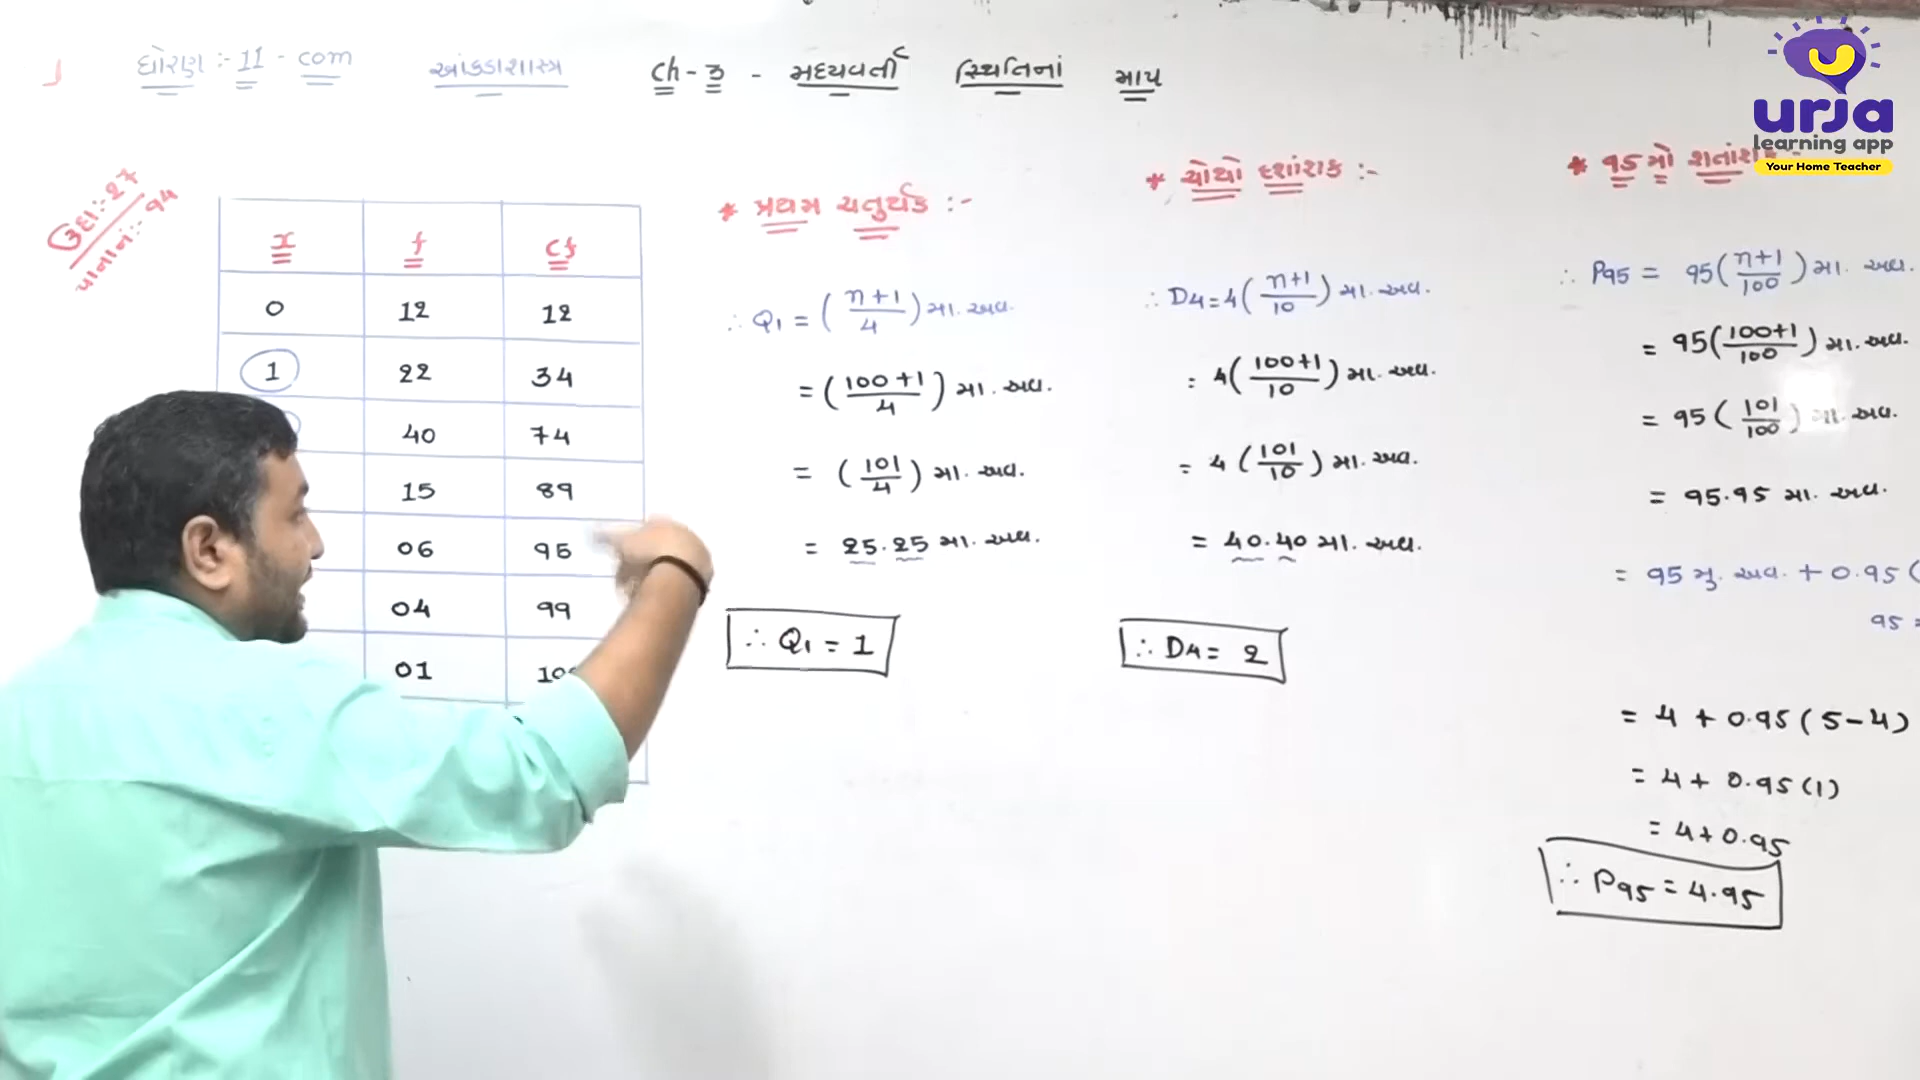 ધોરણ :- 11 - com આંકડાશાસ્ત્ર Ch - 3 - મધ્યવર્તી સ્થિતિનાં માપ
urja
learning app
Your Home Teacher
ઉદા:- 27
પાનાનં:- 94
x f cf
0 12 12
1 22 34
40 74
15 89
06 95
04 99
01
* પ્રથમ ચતુર્થક :-
∴ Q1 = (n+1/4) મા. અવ.
= (100+1/4) મા. અવ.
= (101/4) મા. અવ.
= 25.25 મા. અવ.
∴ Q1 = 1
* ચોથો દશાંશક :-
∴ D4 = 4(n+1/10) મા. અવ.
= 4(100+1/10) મા. અવ.
= 4(101/10) મા. અવ.
= 40.40 મા. અવ.
∴ D4 = 2
* 95 મો
∴ P95 = 95(n+1/100) મા. અવ.
= 95(100+1/100) મા. અવ.
= 95(101/100) મા. અવ.
= 95.95 મા. અવ.
= 95 મુ. અવ. + 0.95 (
95 =
= 4 + 0.95 (5-4)
= 4 + 0.95 (1)
= 4 + 0.95
∴ P95 = 4.95